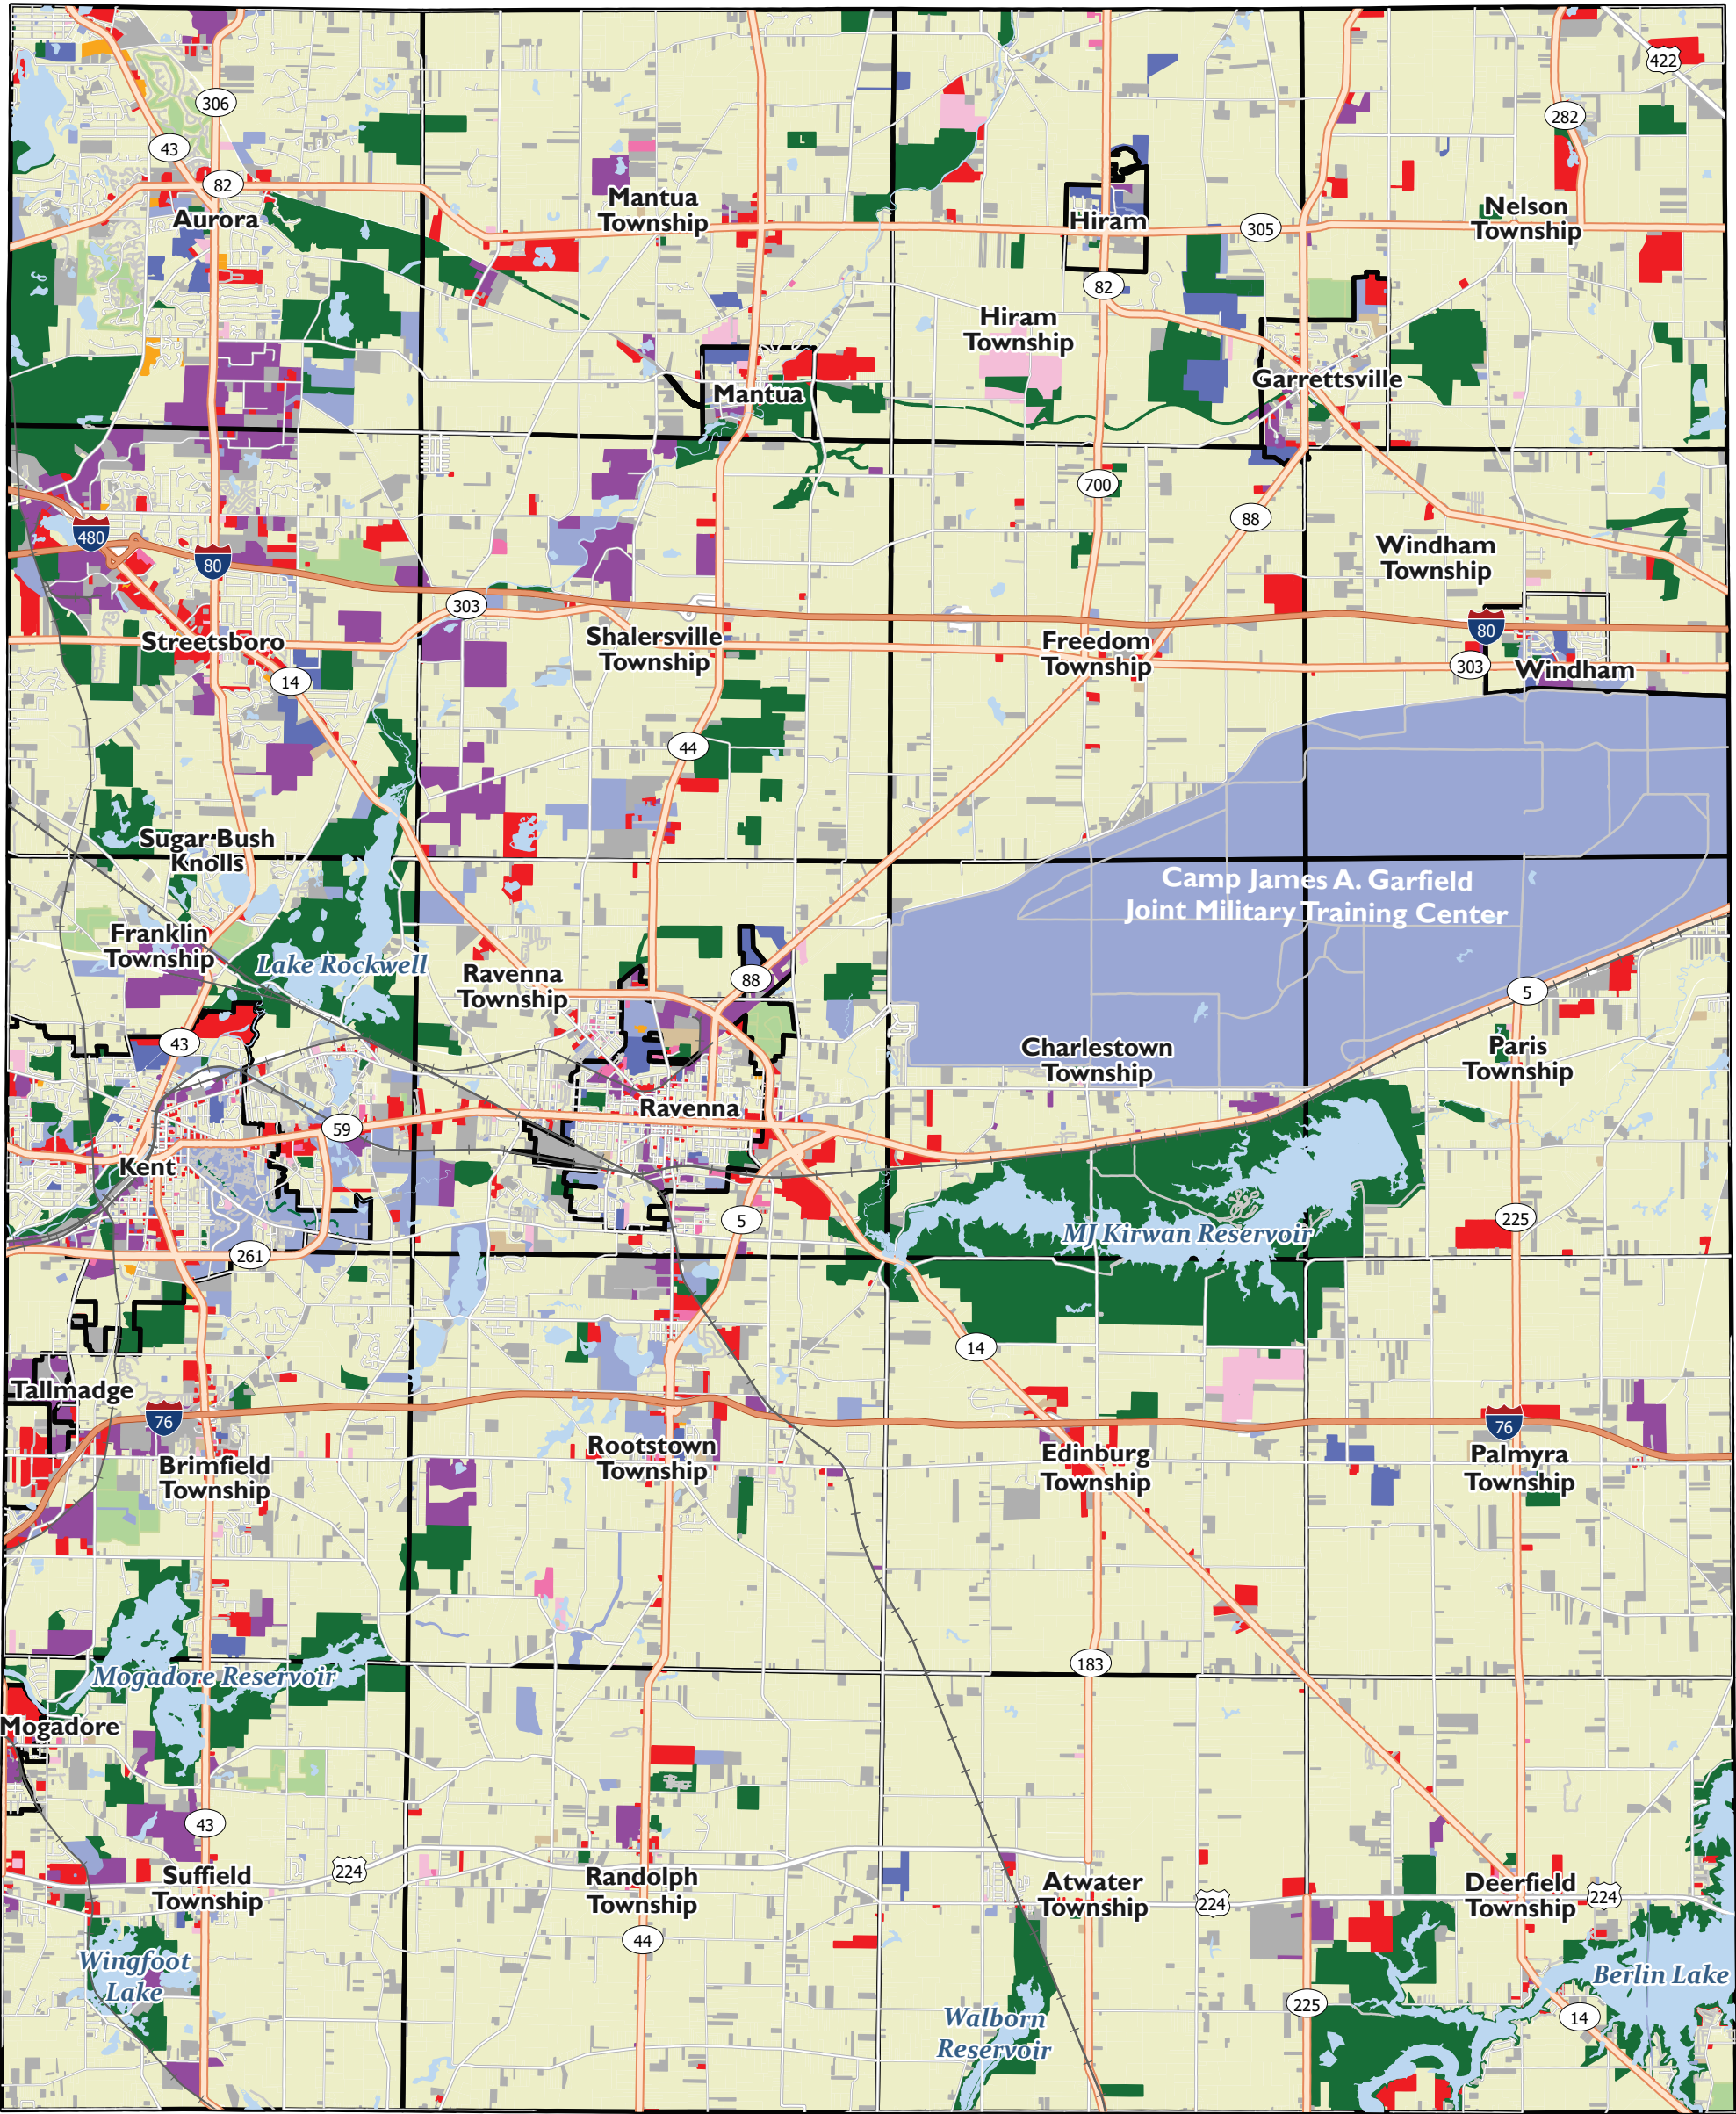 422
306
282
43
L
82
Mantua
Township
Nelson
Township
Aurora
Hiram
305
82
Hiram
Township
Garrettsville
Mantua
700
88
480
80
Windham
Township
303
80
Streetsboro
Shalersville
Township
Freedom
Township
303
Windham
14
44
Sugar Bush
Knolls
Camp James A. Garfield
Joint Military Training Center
Franklin
Township
Lake Rockwell
Ravenna
Township
88
5
43
Charlestown
Township
Paris
Township
Ravenna
59
Kent
5
225
MJ Kirwan Reservoir
261
14
Tallmadge
76
76
Rootstown
Township
Edinburg
Township
Palmyra
Township
Brimfield
Township
183
Mogadore Reservoir
Mogadore
43
224
Suffield
Township
Randolph
Township
Atwater
Township
224
Deerfield
Township
224
44
Wingfoot
Lake
Berlin Lake
225
14
Walborn
Reservoir